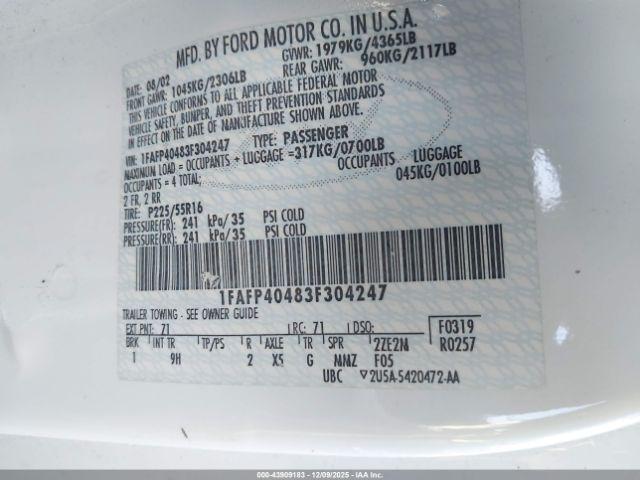 MFD. BY FORD MOTOR CO. IN U.S.A.
DATE: 08/02 GVWR: 1979KG/4365LB
FRONT GAWR: 1045KG/2306LB REAR GAWR: 960KG/2117LB
THIS VEHICLE CONFORMS TO ALL APPLICABLE FEDERAL MOTOR
VEHICLE SAFETY, BUMPER, AND THEFT PREVENTION STANDARDS
IN EFFECT ON THE DATE OF MANUFACTURE SHOWN ABOVE
VIN: 1FAFP40483F304247 TYPE: PASSENGER
MAXIMUM LOAD = OCCUPANTS + LUGGAGE =317KG/0700LB
OCCUPANTS = 4 TOTAL: OCCUPANTS LUGGAGE
2 FR, 2 RR 045KG/0100LB
TIRE: P225/55R16
PRESSURE(FR): 241 kPa/35 PSI COLD
PRESSURE(RR): 241 kPa/35 PSI COLD
1FAFP40483F304247
TRAILER TOWING - SEE OWNER GUIDE
EXT PNT: 71 RC: 71 DSO: F0319
BRK INT TR TP/PS R AXLE TR SPR 2ZE2M R0257
1 9H 2 X5 G MMZ F05
UBC ▽2U5A-5420472-AA
000-43909183 - 12/09/2025 - IAA Inc.